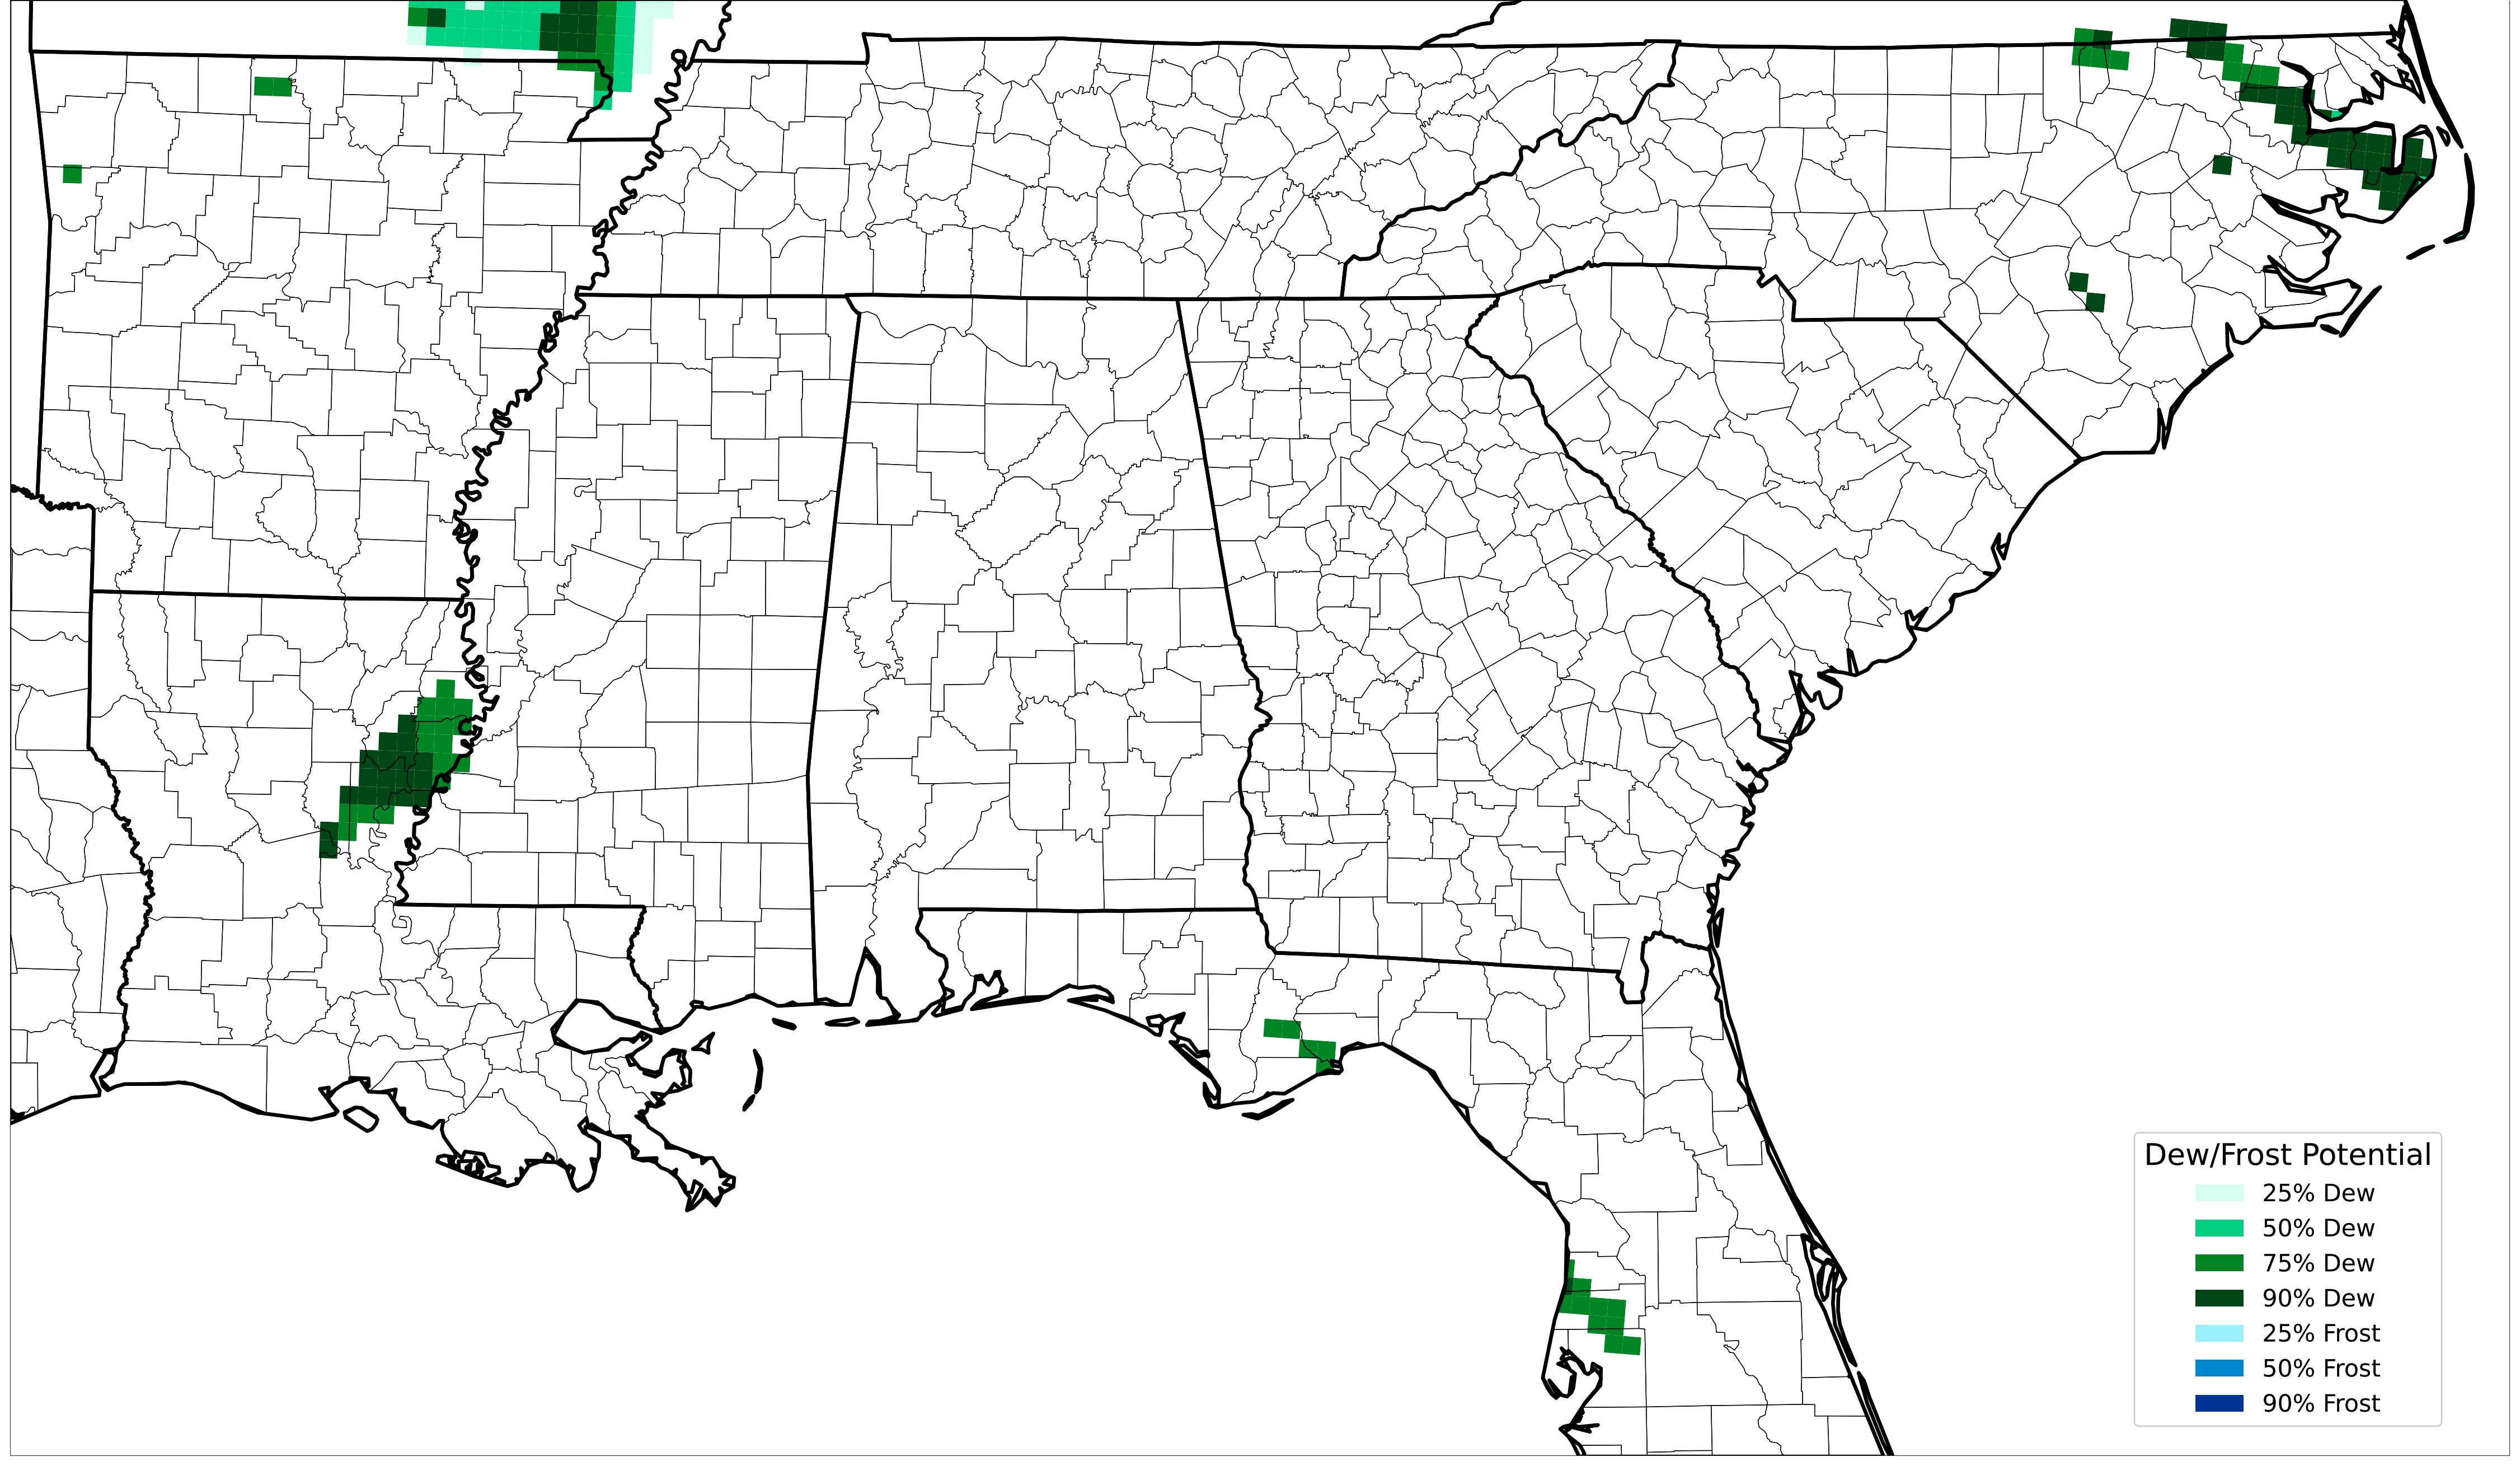 Dew/Frost Potential
25% Dew
50% Dew
75% Dew
90% Dew
25% Frost
50% Frost
90% Frost